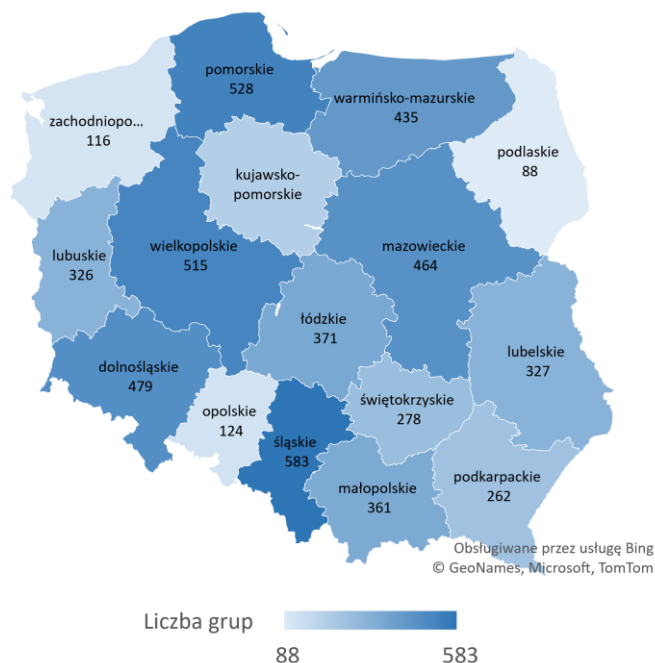 pomorskie
528
warmińsko-mazurskie
435
zachodniopo...
116
podlaskie
88
kujawsko-
pomorskie
wielkopolskie
515
mazowieckie
464
lubuskie
326
łódzkie
371
lubelskie
327
dolnośląskie
479
opolskie
124
świętokrzyskie
278
śląskie
583
małopolskie
361
podkarpackie
262
Obsługiwane przez usługę Bing
© GeoNames, Microsoft, TomTom
Liczba grup
88
583